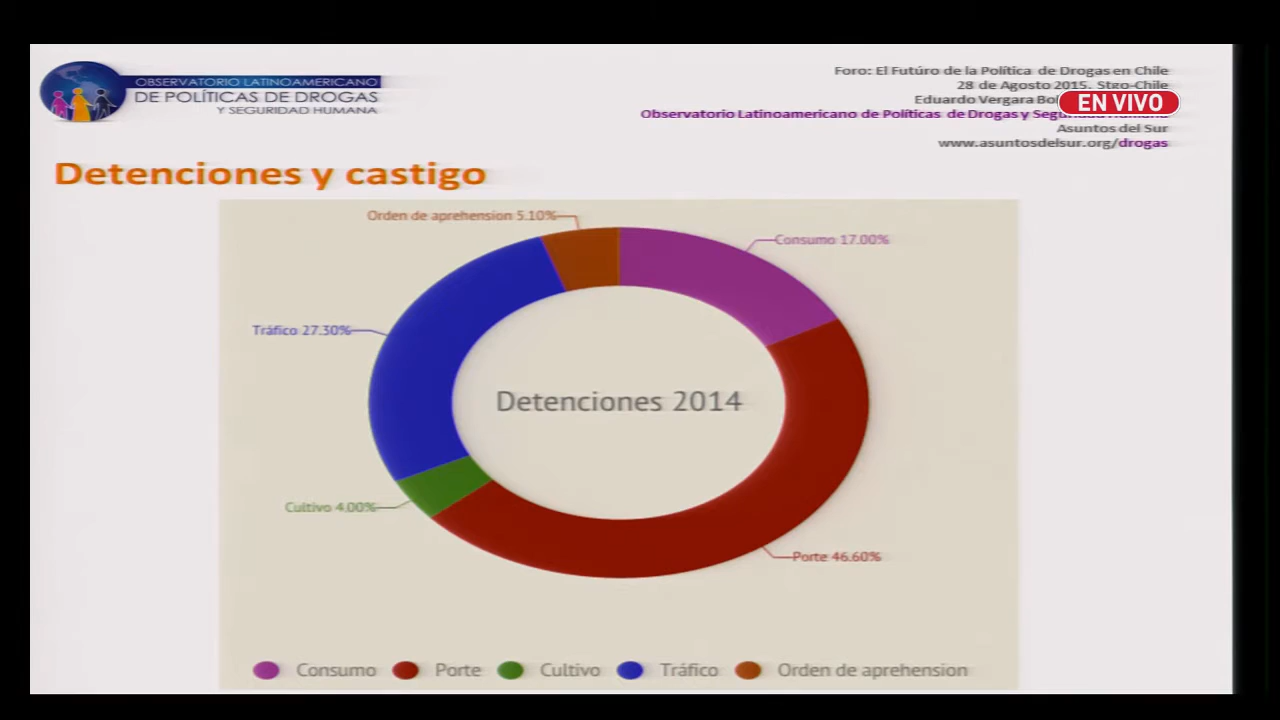 OBSERVATORIO LATINOAMERICANO
DE POLÍTICAS DE DROGAS
Y SEGURIDAD HUMANA
Foro: El Futúro de la Política de Drogas en Chile
28 de Agosto 2015. Stgo-Chile
Eduardo Vergara
EN VIVO
Observatorio Latinoamericano de Políticas de Drogas y Seguridad Humana
Asuntos del Sur
www.asuntosdelsur.org/drogas
Detenciones y castigo
Orden de aprehension 5.10%
Consumo 17.00%
Tráfico 27.30%
Detenciones 2014
Cultivo 4.00%
Porte 46.60%
Consumo Porte Cultivo Tráfico Orden de aprehension